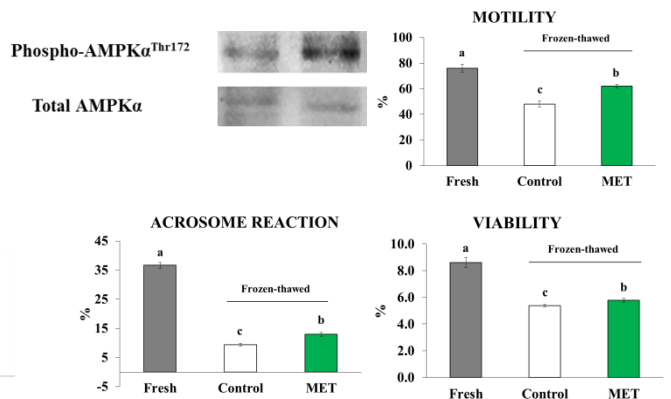 Phospho-AMPKαThr172
Total AMPKα
MOTILITY
Frozen-thawed
a
c
b
%
100
80
60
40
20
0
Fresh Control MET
ACROSOME REACTION
Frozen-thawed
a
c
b
%
45
35
25
15
5
-5
Fresh Control MET
VIABILITY
Frozen-thawed
a
c
b
%
10.0
8.0
6.0
4.0
2.0
0.0
Fresh Control MET